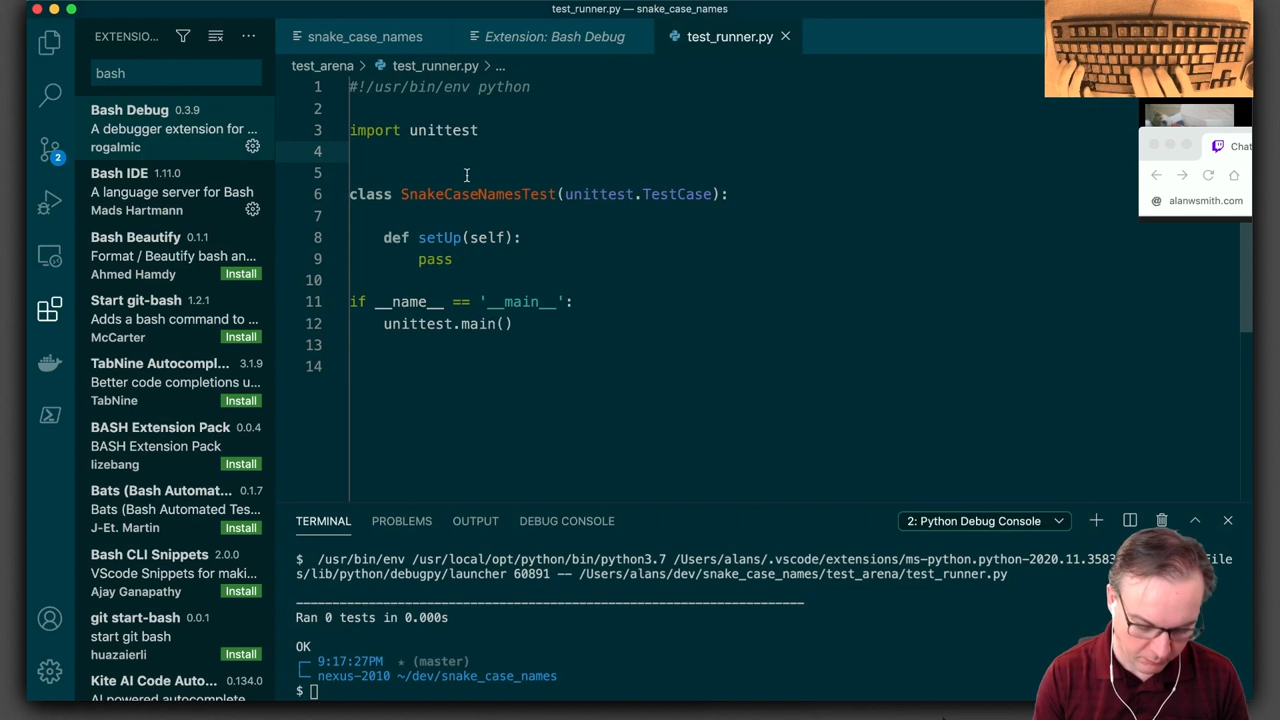 test_runner.py — snake_case_names
EXTENSIO...
snake_case_names
Extension: Bash Debug
test_runner.py
bash
test_arena > test_runner.py > ...
Bash Debug 0.3.9
A debugger extension for ...
rogalmic
Bash IDE 1.11.0
A language server for Bash
Mads Hartmann
Bash Beautify 0.1.1
Format / Beautify bash an...
Ahmed Hamdy Install
Start git-bash 1.2.1
Adds a bash command to ...
McCarter Install
TabNine Autocompl... 3.1.9
Better code completions u...
TabNine Install
BASH Extension Pack 0.0.4
BASH Extension Pack
lizebang Install
Bats (Bash Automat... 0.1.7
Bats (Bash Automated Tes...
J-Et. Martin Install
Bash CLI Snippets 2.0.0
VScode Snippets for makin...
Ajay Ganapathy Install
git start-bash 0.0.1
start git bash
huazaierli Install
Kite AI Code Auto... 0.134.0
2
1 #!/usr/bin/env python
2
3 import unittest
4
5
6 class SnakeCaseNamesTest(unittest.TestCase):
7
8 def setUp(self):
9 pass
10
11 if __name__ == '__main__':
12 unittest.main()
13
14
Chat
@ alanwsmith.com
TERMINAL PROBLEMS OUTPUT DEBUG CONSOLE
2: Python Debug Console
$ /usr/bin/env /usr/local/opt/python/bin/python3.7 /Users/alans/.vscode/extensions/ms-python.python-2020.11.3583
s/lib/python/debugpy/launcher 60891 -- /Users/alans/dev/snake_case_names/test_arena/test_runner.py
----------------------------------------------------------------------
Ran 0 tests in 0.000s
OK
9:17:27PM ★ (master)
nexus-2010 ~/dev/snake_case_names
$